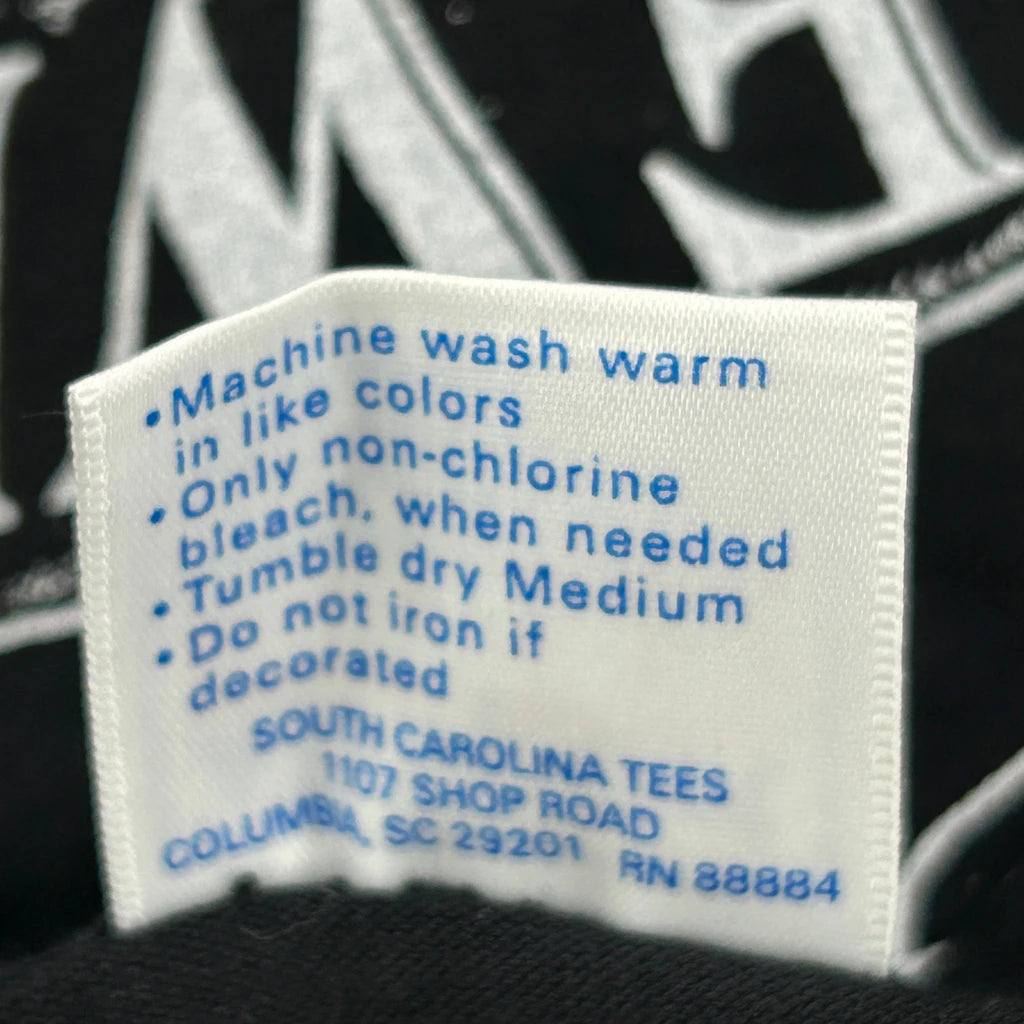 •Machine wash warm
in like colors
•Only non-chlorine
bleach, when needed
•Tumble dry Medium
•Do not iron if
decorated
SOUTH CAROLINA TEES
1107 SHOP ROAD
COLUMBIA, SC 29201 RN 88884